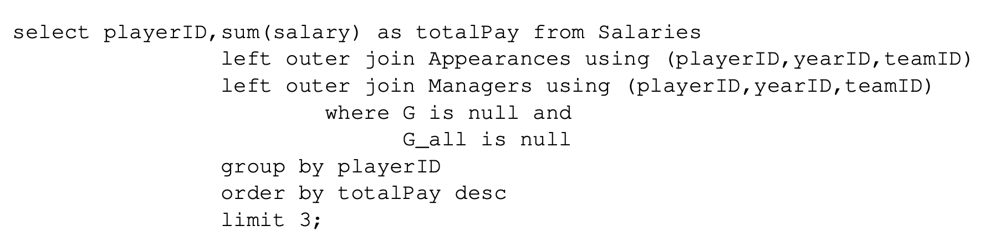 select playerID,sum(salary) as totalPay from Salaries
left outer join Appearances using (playerID,yearID,teamID)
left outer join Managers using (playerID,yearID,teamID)
where G is null and
G_all is null
group by playerID
order by totalPay desc
limit 3;